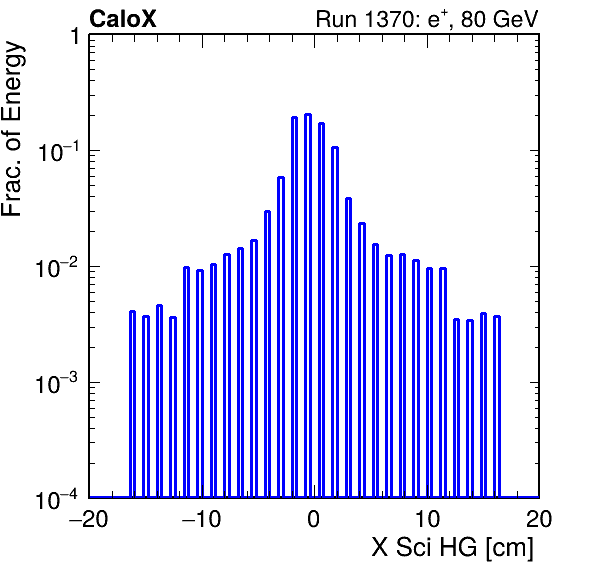 CaloX Run 1370: e⁺, 80 GeV
Frac. of Energy
1
10⁻¹
10⁻²
10⁻³
10⁻⁴
−20 −10 0 10 20
X Sci HG [cm]